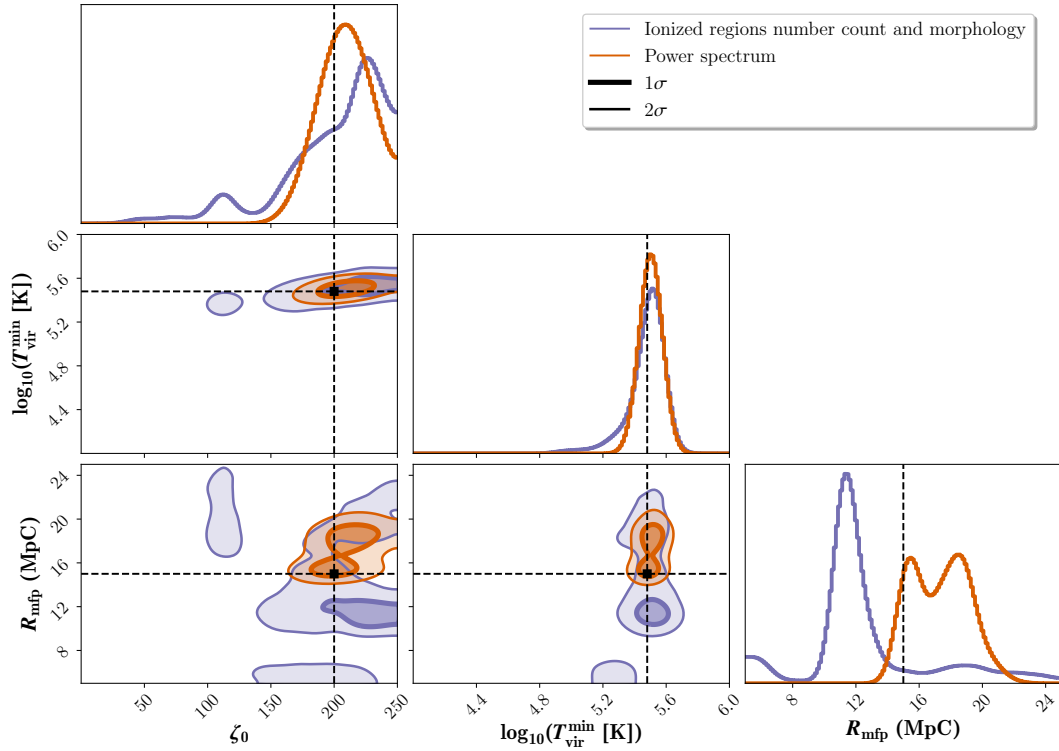 Ionized regions number count and morphology
Power spectrum
1σ
2σ
log₁₀(T_vir^min [K])
6.0
5.6
5.2
4.8
4.4
R_mfp (MpC)
24
20
16
12
8
50
100
150
200
250
ζ₀
4.4
4.8
5.2
5.6
6.0
log₁₀(T_vir^min [K])
8
12
16
20
24
R_mfp (MpC)